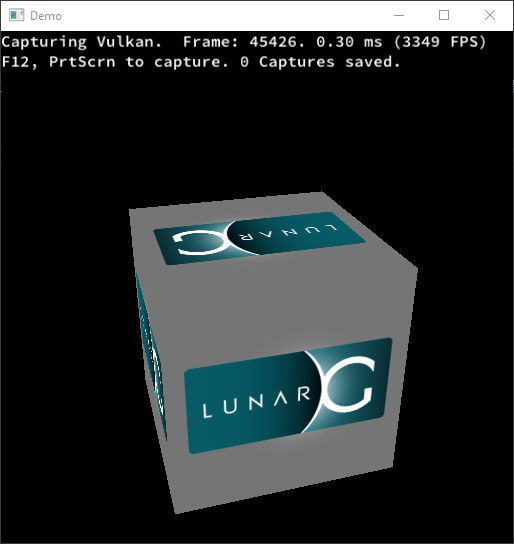 Demo
Capturing Vulkan.  Frame: 45426. 0.30 ms (3349 FPS)
F12, PrtScrn to capture. 0 Captures saved.
LUNAR G
LUNAR G